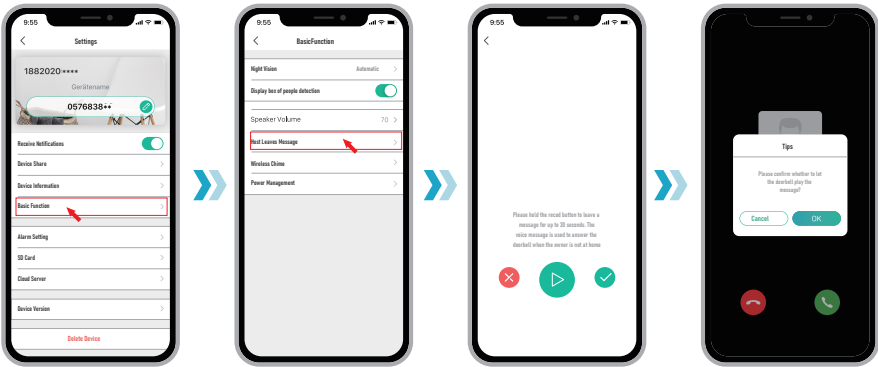 9:55
Settings
1882020 ****
Gerätename
0576838**
Receive Notifications
Device Share
Device Information
Basic Function
Alarm Setting
SD Card
Cloud Server
Device Version
Delete Device
9:55
BasicFunction
Night Vision Automatic
Display box of people detection
Speaker Volume 70
Host Leaves Message
Wireless Chime
Power Management
9:55
Please hold the recod botton to leave a
message for up to 30 seconds. The
voice message is used to answer the
doorbell when the owner is not at home
Tips
Please confirm whether to let
the doorbell play the
message?
Cancel OK